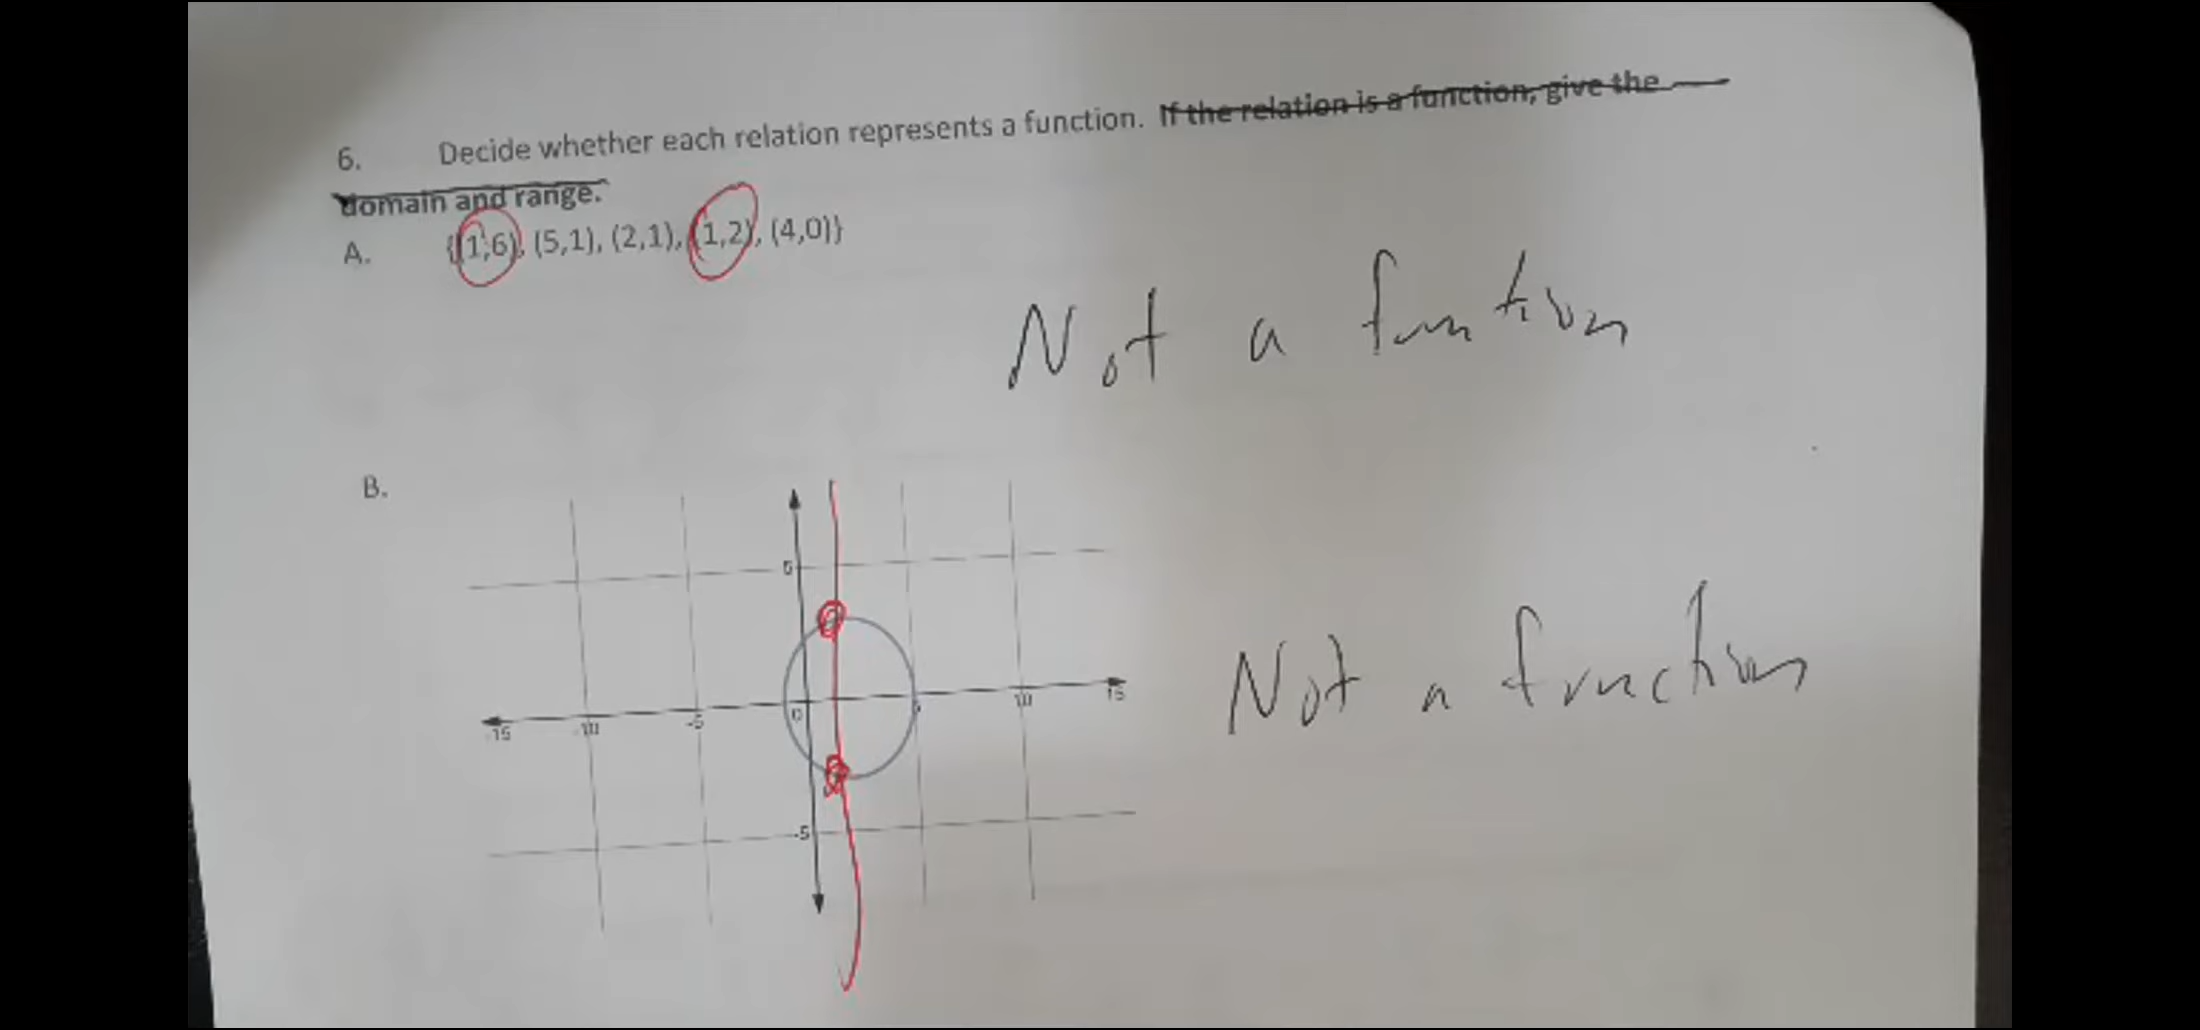 6. Decide whether each relation represents a function. If the relation is a function, give the
domain and range.
A. {(1,6), (5,1), (2,1), (1,2), (4,0)}
Not a function
B.
5
-15 -10 -5 0 5 10 15
-5
Not a function